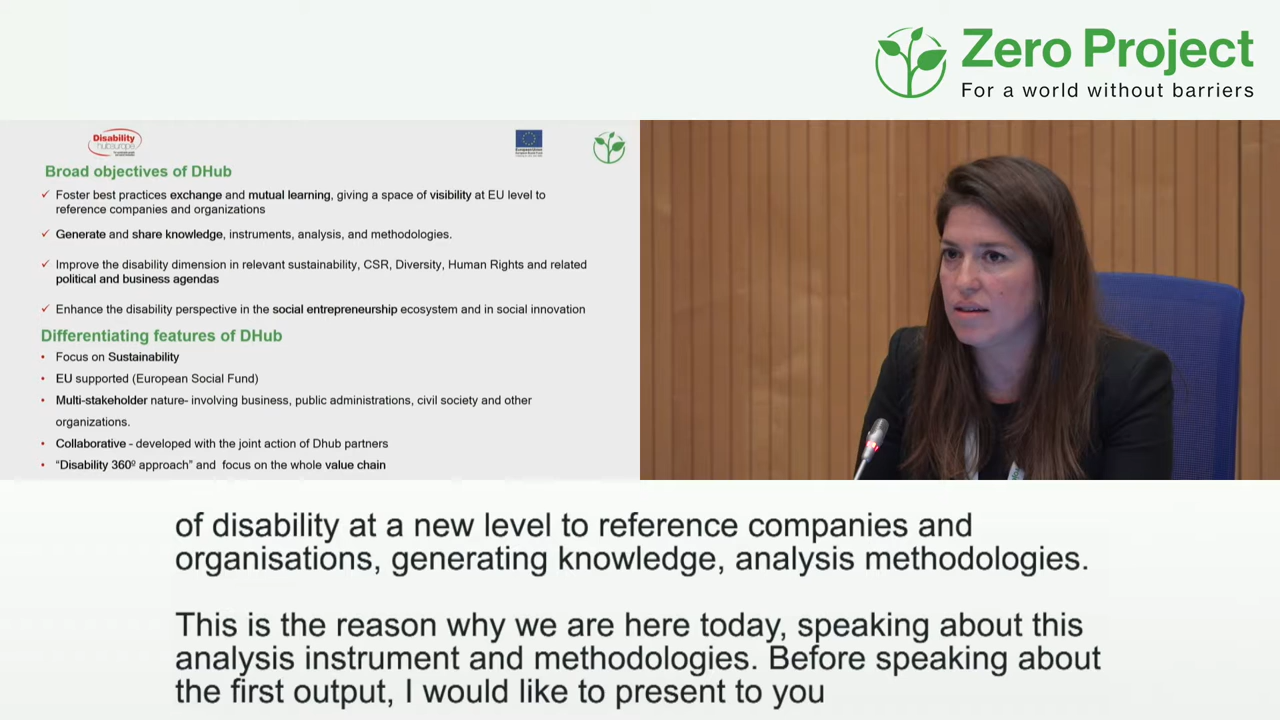 Zero Project
For a world without barriers
Disability
hub europe
Broad objectives of DHub
✓ Foster best practices exchange and mutual learning, giving a space of visibility at EU level to
reference companies and organizations
✓ Generate and share knowledge, instruments, analysis, and methodologies.
✓ Improve the disability dimension in relevant sustainability, CSR, Diversity, Human Rights and related
political and business agendas
✓ Enhance the disability perspective in the social entrepreneurship ecosystem and in social innovation
Differentiating features of DHub
• Focus on Sustainability
• EU supported (European Social Fund)
• Multi-stakeholder nature- involving business, public administrations, civil society and other
organizations.
• Collaborative - developed with the joint action of Dhub partners
• “Disability 360º approach” and focus on the whole value chain
of disability at a new level to reference companies and
organisations, generating knowledge, analysis methodologies.
This is the reason why we are here today, speaking about this
analysis instrument and methodologies. Before speaking about
the first output, I would like to present to you